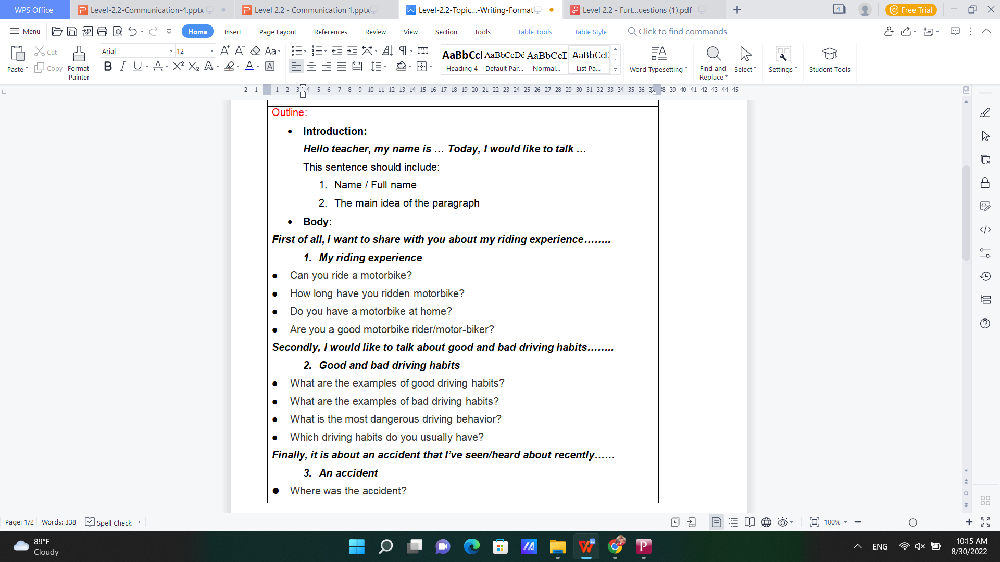 WPS Office
Level-2.2-Communication-4.pptx
Level 2.2 - Communication 1.pptx
Level-2.2-Topic...-Writing-Format
Level 2.2 - Furt...uestions (1).pdf
4
Free Trial
Menu
Home
Insert
Page Layout
References
Review
View
Section
Tools
Table Tools
Table Style
Click to find commands
Paste
Cut
Copy
Format Painter
Arial
12
AaBbCcI
Heading 4
AaBbCcDd
Default Par...
AaBbCcD
Normal...
AaBbCcD
List Pa...
Word Typesetting
Find and Replace
Select
Settings
Student Tools
2 1 1 2 3 4 5 6 7 8 9 10 11 12 13 14 15 16 17 18 19 20 21 22 23 24 25 26 27 28 29 30 31 32 33 34 35 36 38 39 40 41 42 43 44 45
Outline:
• Introduction:
Hello teacher, my name is … Today, I would like to talk …
This sentence should include:
1. Name / Full name
2. The main idea of the paragraph
• Body:
First of all, I want to share with you about my riding experience……..
1. My riding experience
● Can you ride a motorbike?
● How long have you ridden motorbike?
● Do you have a motorbike at home?
● Are you a good motorbike rider/motor-biker?
Secondly, I would like to talk about good and bad driving habits……..
2. Good and bad driving habits
● What are the examples of good driving habits?
● What are the examples of bad driving habits?
● What is the most dangerous driving behavior?
● Which driving habits do you usually have?
Finally, it is about an accident that I’ve seen/heard about recently……
3. An accident
● Where was the accident?
Page: 1/2
Words: 338
Spell Check
100%
89°F
Cloudy
ENG
10:15 AM
8/30/2022